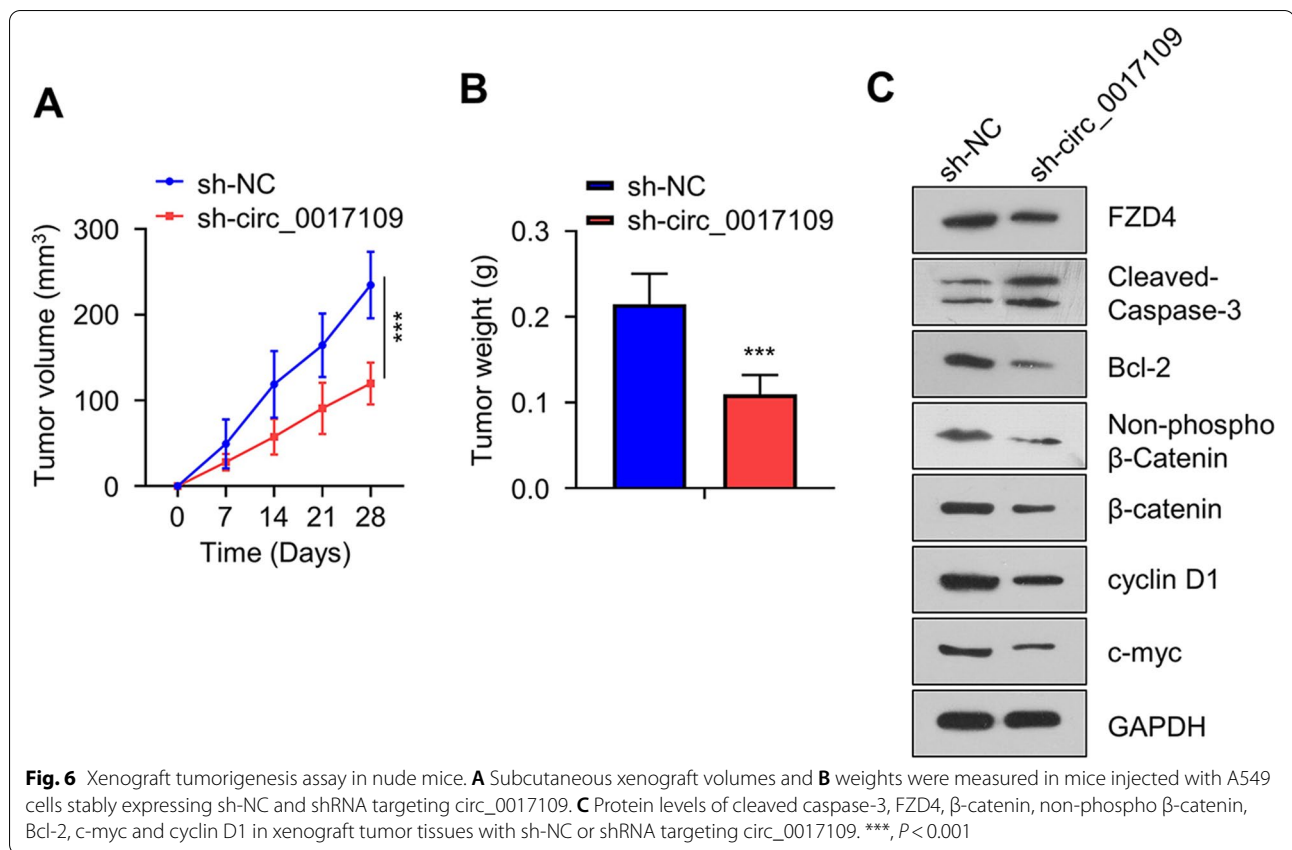 A
sh-NC
sh-circ_0017109
Tumor volume (mm³)
300
200
100
0
***
0 7 14 21 28
Time (Days)
B
sh-NC
sh-circ_0017109
Tumor weight (g)
0.3
0.2
0.1
0.0
***
C
sh-NC
sh-circ_0017109
FZD4
Cleaved-
Caspase-3
Bcl-2
Non-phospho
β-Catenin
β-catenin
cyclin D1
c-myc
GAPDH
Fig. 6 Xenograft tumorigenesis assay in nude mice. A Subcutaneous xenograft volumes and B weights were measured in mice injected with A549
cells stably expressing sh-NC and shRNA targeting circ_0017109. C Protein levels of cleaved caspase-3, FZD4, β-catenin, non-phospho β-catenin,
Bcl-2, c-myc and cyclin D1 in xenograft tumor tissues with sh-NC or shRNA targeting circ_0017109. ***, P < 0.001